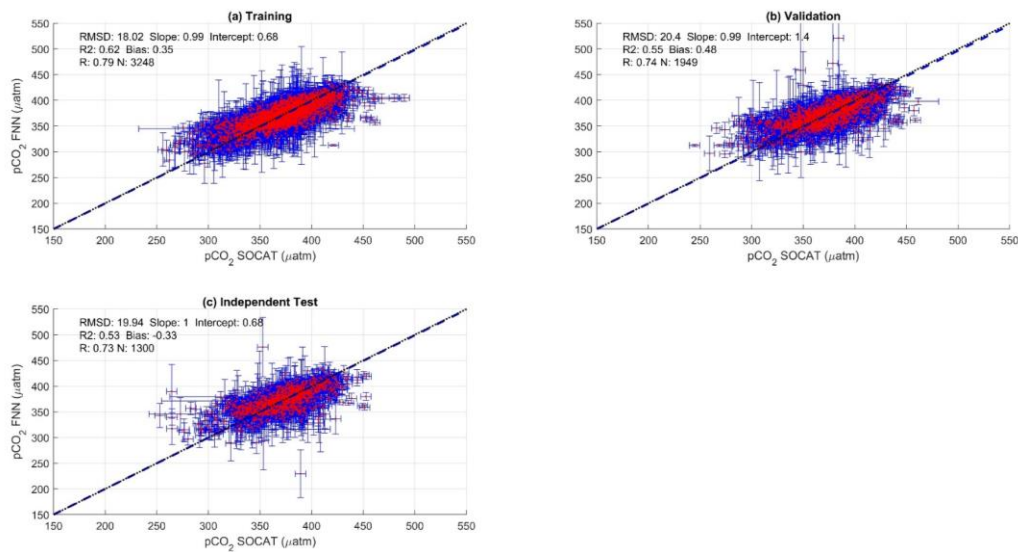 (a) Training
RMSD: 18.02 Slope: 0.99 Intercept: 0.68
R2: 0.62 Bias: 0.35
R: 0.79 N: 3248
550
500
450
400
350
300
250
200
150
pCO2 FNN (μatm)
150 200 250 300 350 400 450 500 550
pCO2 SOCAT (μatm)
(b) Validation
RMSD: 20.4 Slope: 0.99 Intercept: 1.4
R2: 0.55 Bias: 0.48
R: 0.74 N: 1949
550
500
450
400
350
300
250
200
150
pCO2 FNN (μatm)
150 200 250 300 350 400 450 500 550
pCO2 SOCAT (μatm)
(c) Independent Test
RMSD: 19.94 Slope: 1 Intercept: 0.68
R2: 0.53 Bias: -0.33
R: 0.73 N: 1300
550
500
450
400
350
300
250
200
150
pCO2 FNN (μatm)
150 200 250 300 350 400 450 500 550
pCO2 SOCAT (μatm)